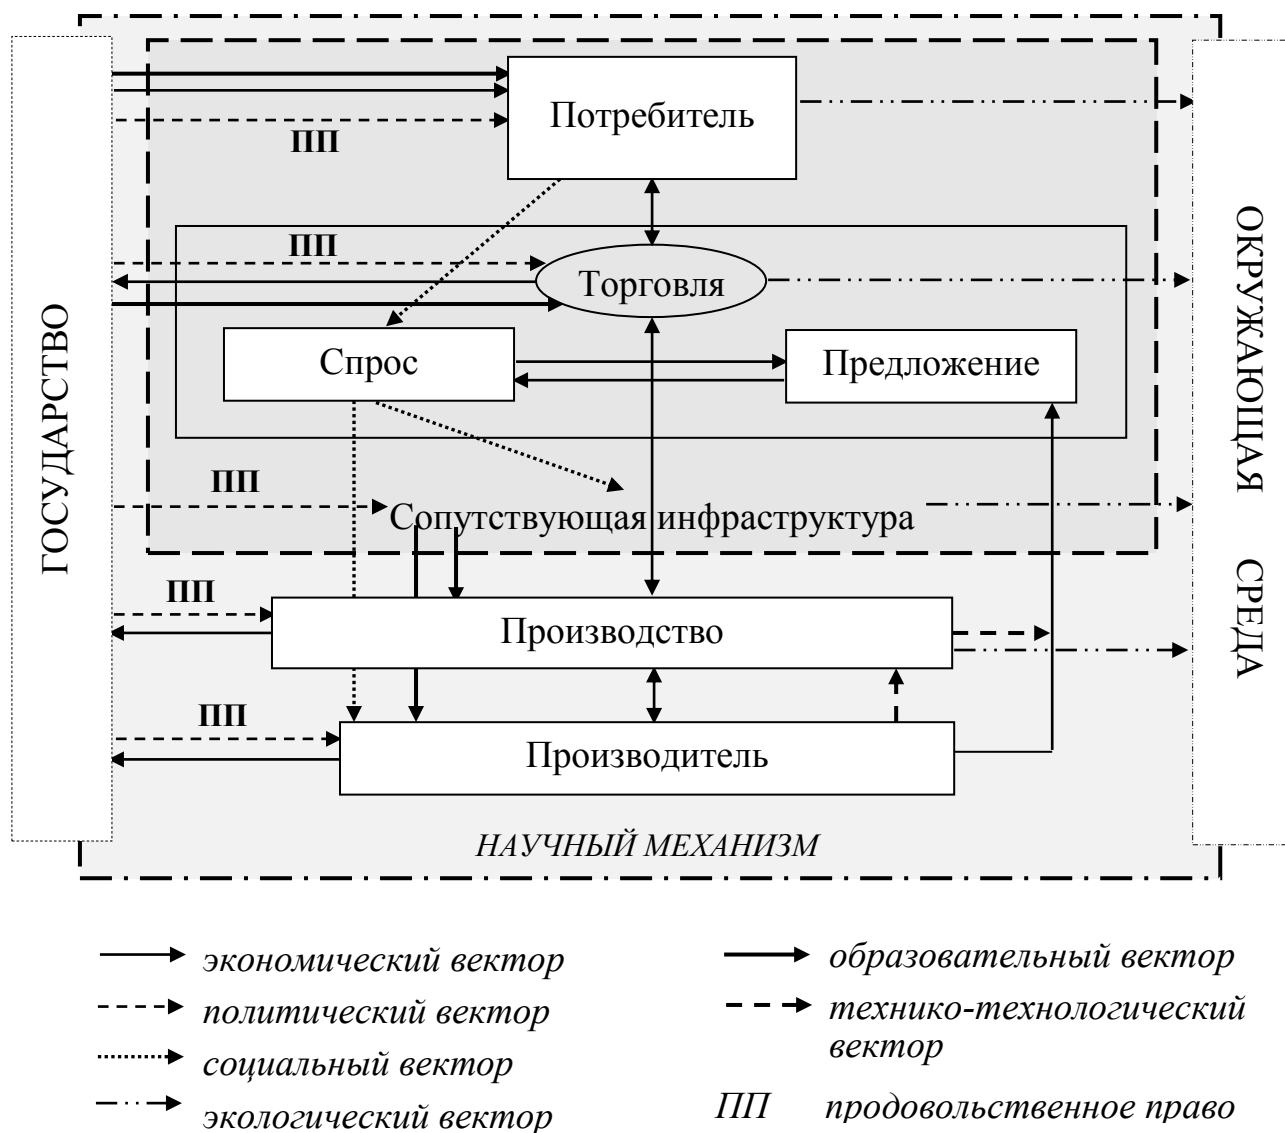 Потребитель
ПП
ПП
Торговля
Спрос
Предложение
ПП
Сопутствующая инфраструктура
ПП
Производство
ПП
Производитель
НАУЧНЫЙ МЕХАНИЗМ
ГОСУДАРСТВО
ОКРУЖАЮЩАЯ СРЕДА
экономический вектор
политический вектор
социальный вектор
экологический вектор
образовательный вектор
технико-технологический
вектор
ПП продовольственное право